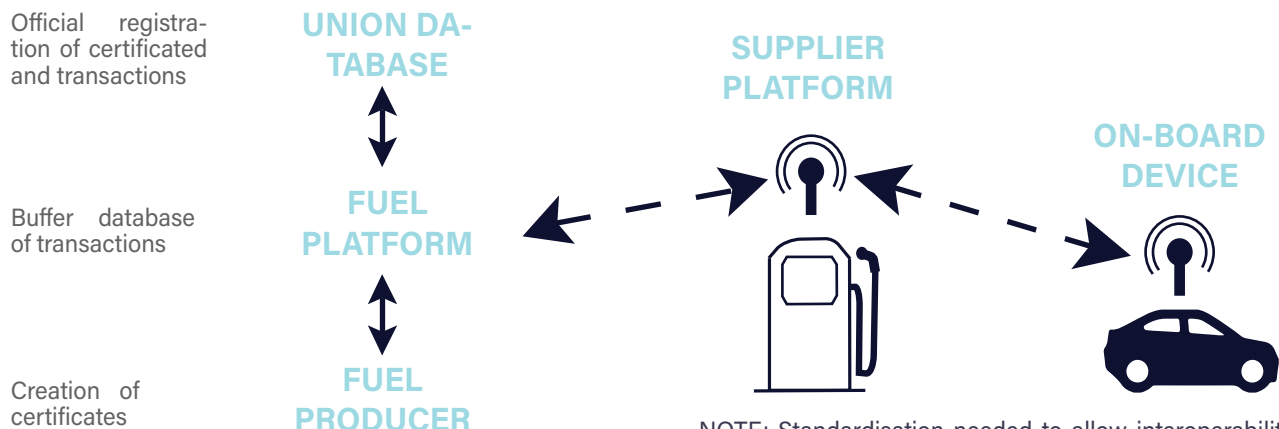 Official registra-
tion of certificated
and transactions
UNION DA-
TABASE
SUPPLIER
PLATFORM
ON-BOARD
DEVICE
Buffer database
of transactions
FUEL
PLATFORM
Creation of
certificates
FUEL
PRODUCER
NOTE: Standardisation needed to allow